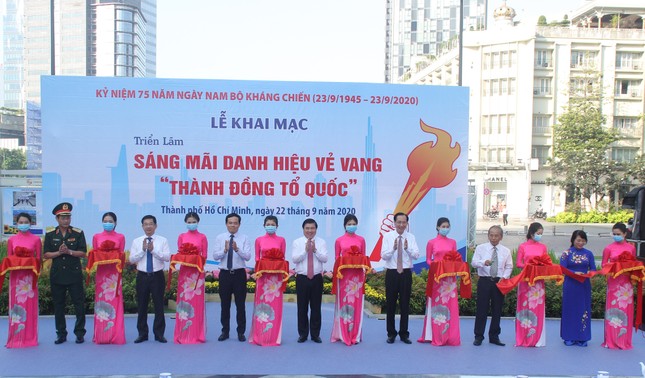 KỶ NIỆM 75 NĂM NGÀY NAM BỘ KHÁNG CHIẾN (23/9/1945 – 23/9/2020)
LỄ KHAI MẠC
Triển Lãm
SÁNG MÃI DANH HIỆU VẺ VANG
“THÀNH ĐỒNG TỔ QUỐC”
Thành phố Hồ Chí Minh, ngày 22 tháng 9 năm 2020